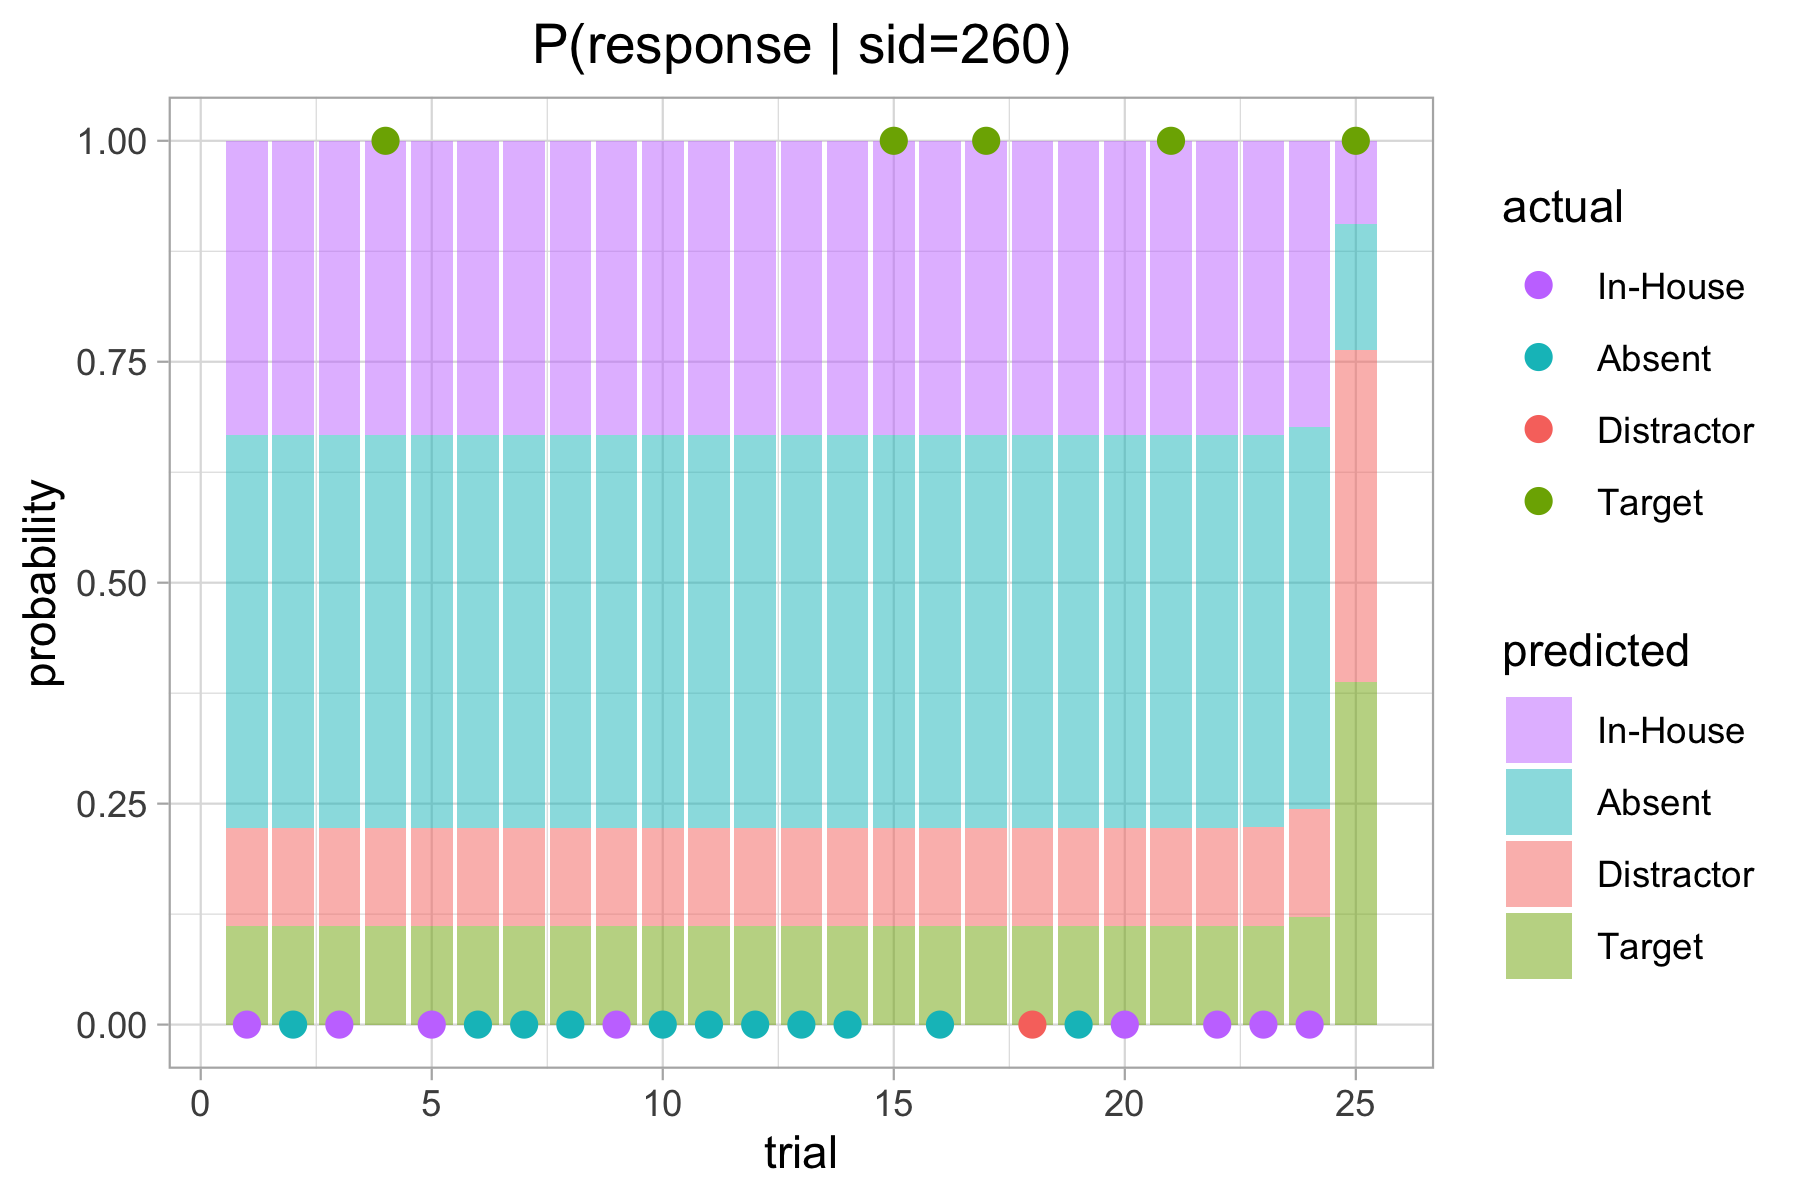 P(response | sid=260)
probability
1.00
0.75
0.50
0.25
0.00
0 5 10 15 20 25
trial
actual
In-House
Absent
Distractor
Target
predicted
In-House
Absent
Distractor
Target